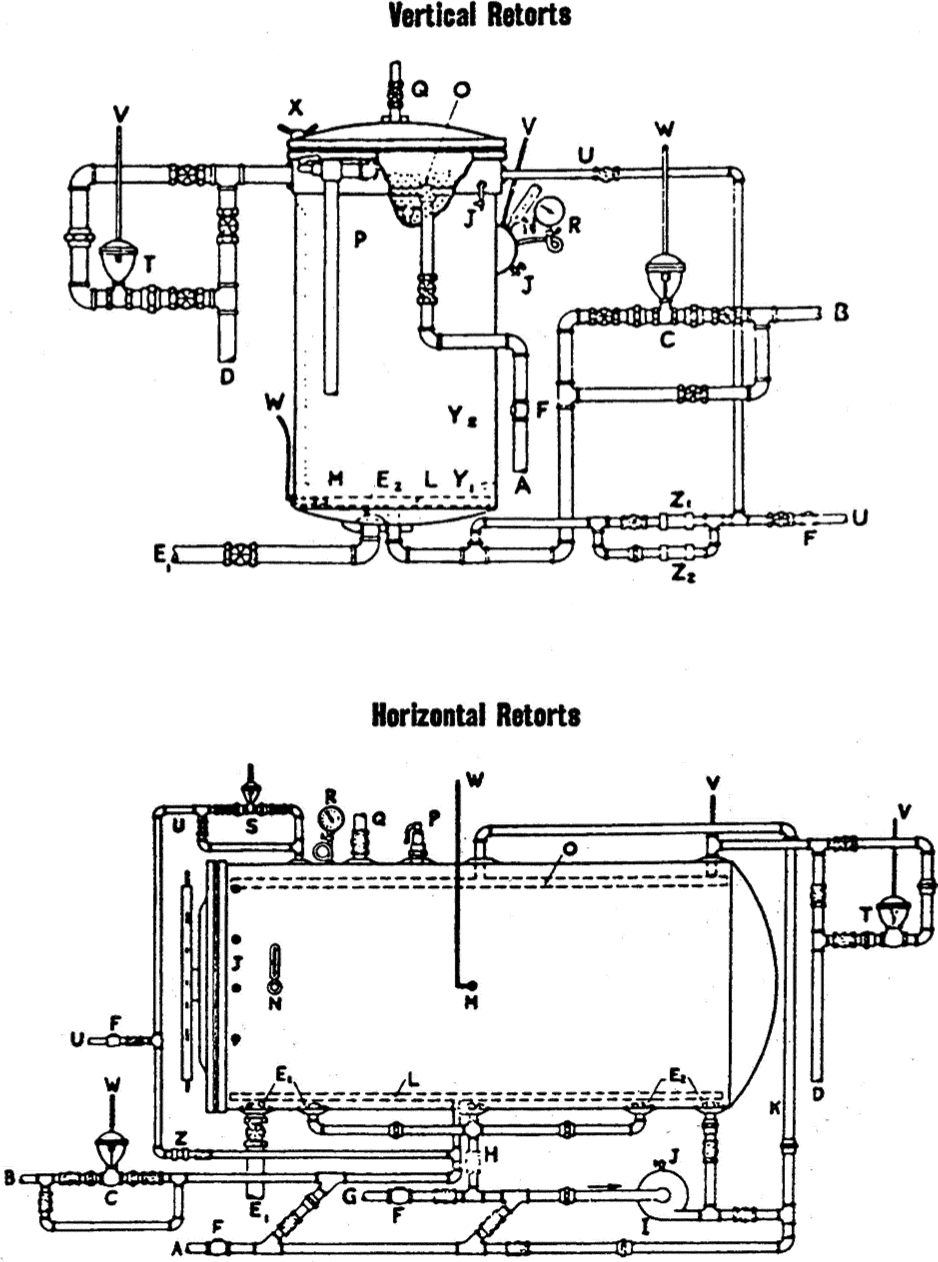 Vertical Retorts
Q O
X
V V W
U
J
R
T P
J
B
C
D
W
Y₂ F
M E₂ L Y₁ A
Z₁
U
E₁ F
Z₂
Horizontal Retorts
W
R V V
U S Q P
O
T
J
N M
F
U
E₁ L E₂
W K D
Z
H
B J
C G
E₁ F
F I
A